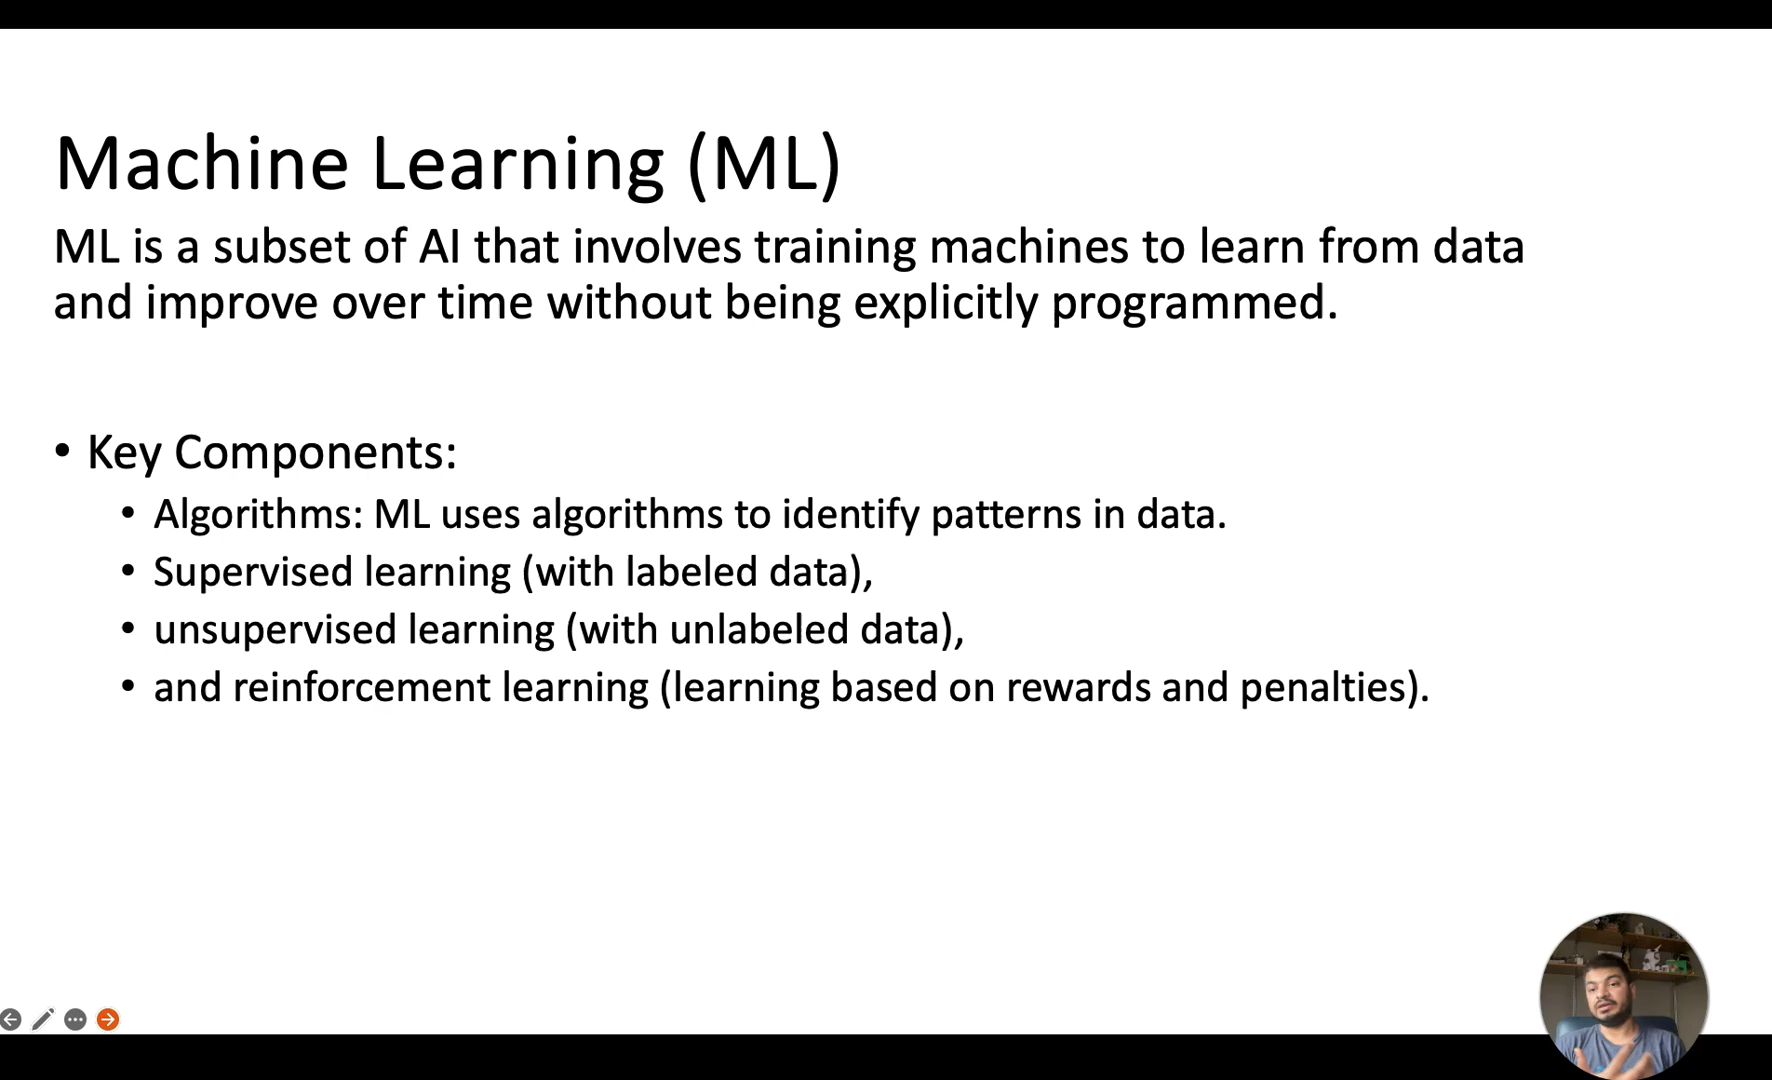 Machine Learning (ML)
ML is a subset of AI that involves training machines to learn from data
and improve over time without being explicitly programmed.
• Key Components:
• Algorithms: ML uses algorithms to identify patterns in data.
• Supervised learning (with labeled data),
• unsupervised learning (with unlabeled data),
• and reinforcement learning (learning based on rewards and penalties).